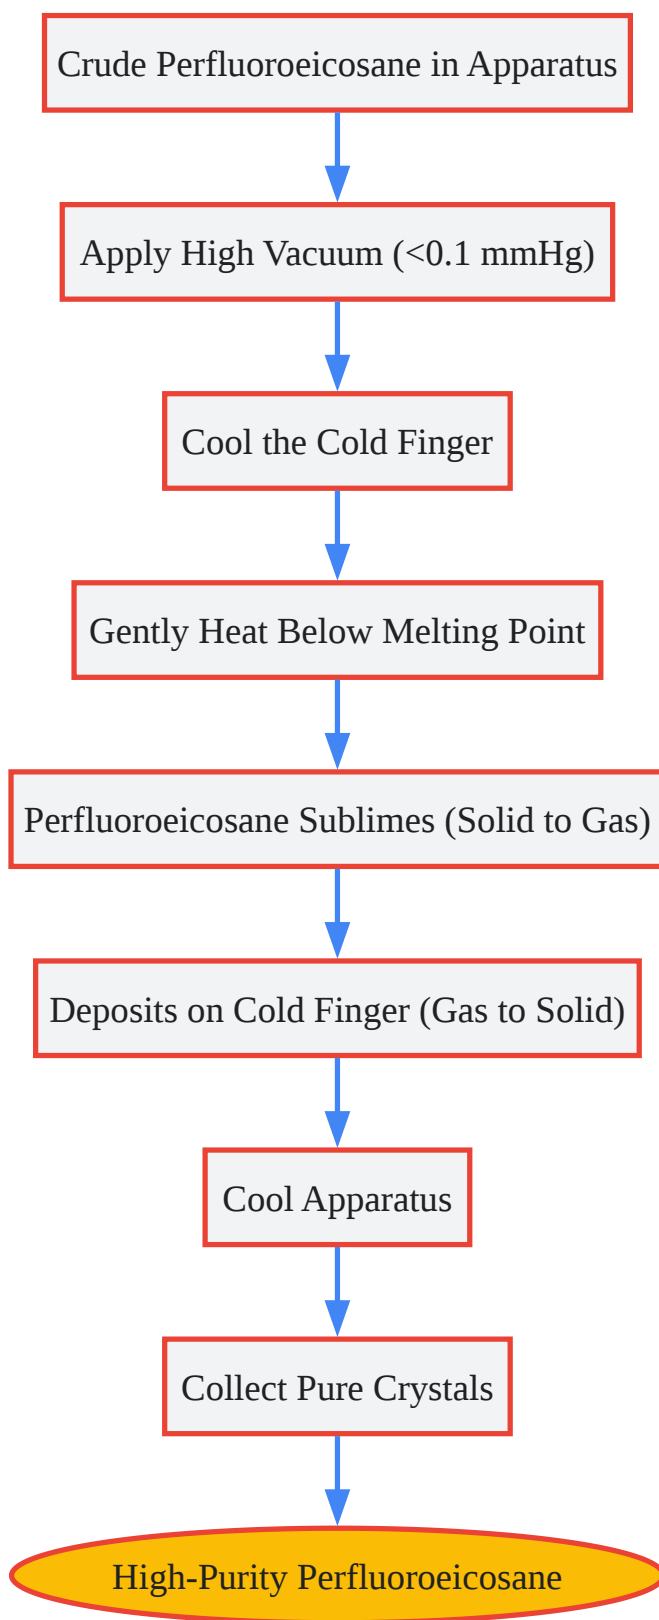 Crude Perfluoroeicosane in Apparatus
Apply High Vacuum (<0.1 mmHg)
Cool the Cold Finger
Gently Heat Below Melting Point
Perfluoroeicosane Sublimes (Solid to Gas)
Deposits on Cold Finger (Gas to Solid)
Cool Apparatus
Collect Pure Crystals
High-Purity Perfluoroeicosane